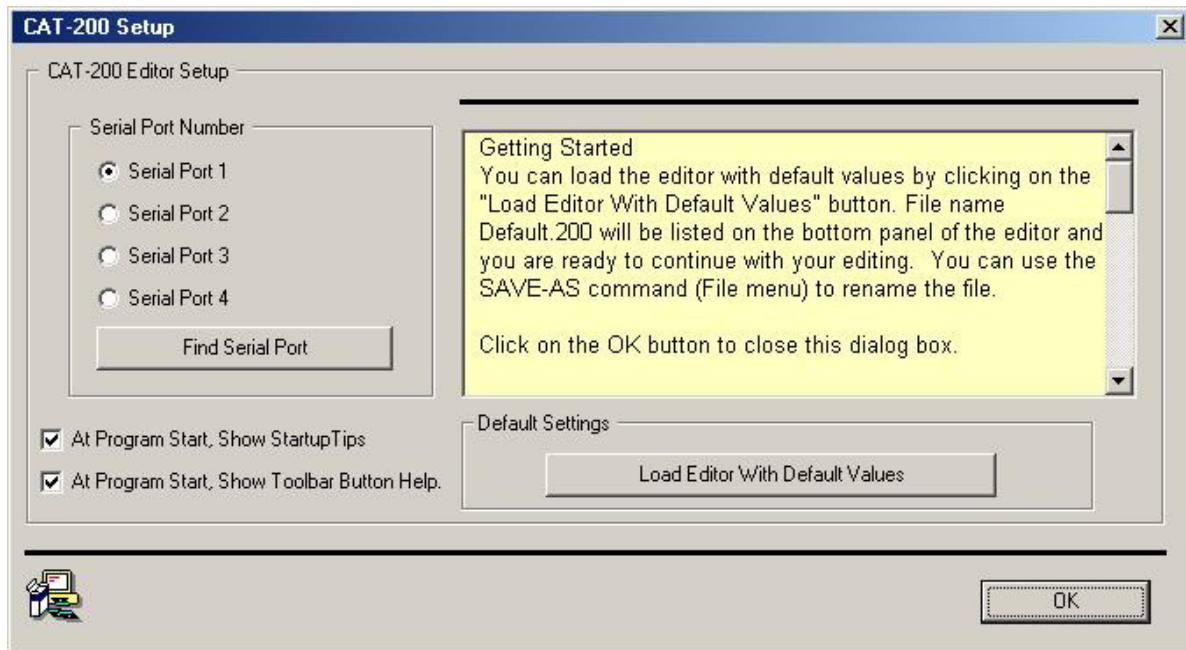 CAT-200 Setup
CAT-200 Editor Setup
Serial Port Number
Serial Port 1
Serial Port 2
Serial Port 3
Serial Port 4
Find Serial Port
At Program Start, Show StartupTips
At Program Start, Show Toolbar Button Help.
Getting Started
You can load the editor with default values by clicking on the
"Load Editor With Default Values" button. File name
Default.200 will be listed on the bottom panel of the editor and
you are ready to continue with your editing.  You can use the
SAVE-AS command (File menu) to rename the file.
Click on the OK button to close this dialog box.
Default Settings
Load Editor With Default Values
OK